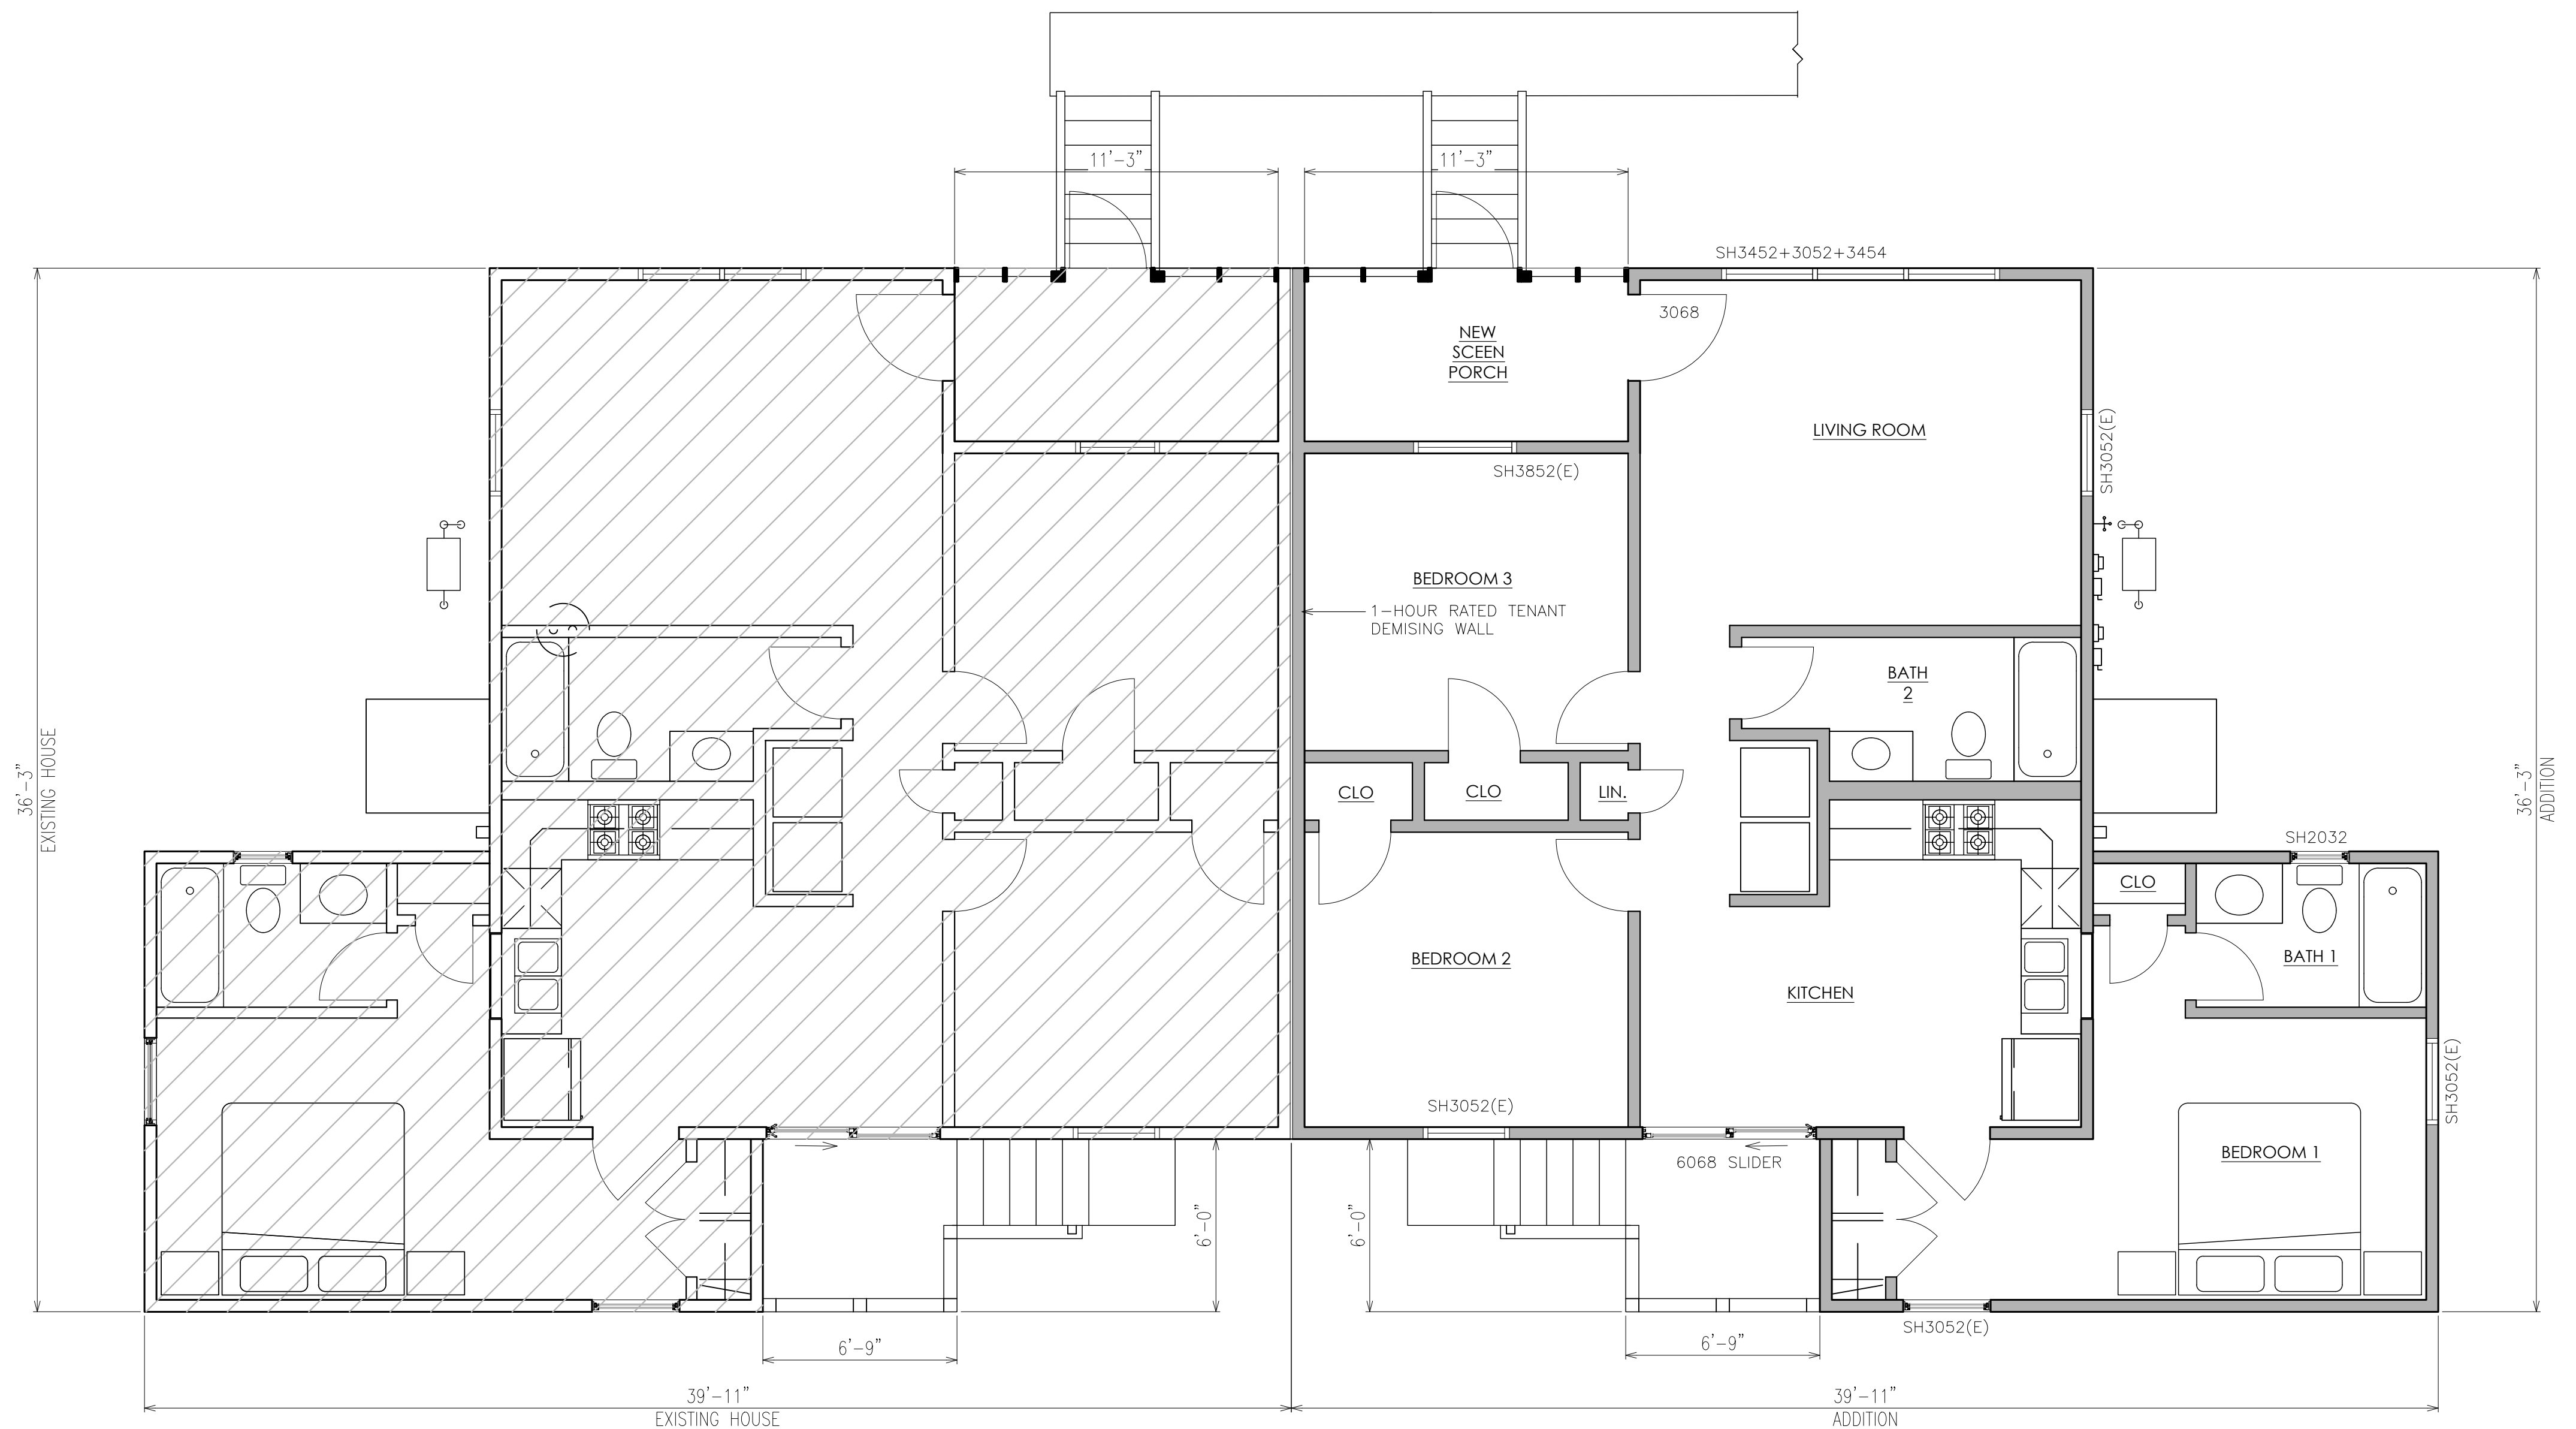 11'-3"
11'-3"
SH3452+3052+3454
3068
NEW
SCEEN
PORCH
LIVING ROOM
SH3052(E)
SH3852(E)
BEDROOM 3
1-HOUR RATED TENANT
DEMISING WALL
BATH
2
36'-3"
EXISTING HOUSE
36'-3"
ADDITION
CLO
CLO
LIN.
SH2032
CLO
BATH 1
BEDROOM 2
KITCHEN
SH3052(E)
SH3052(E)
BEDROOM 1
6068 SLIDER
6'-0"
6'-0"
SH3052(E)
6'-9"
6'-9"
39'-11"
EXISTING HOUSE
39'-11"
ADDITION